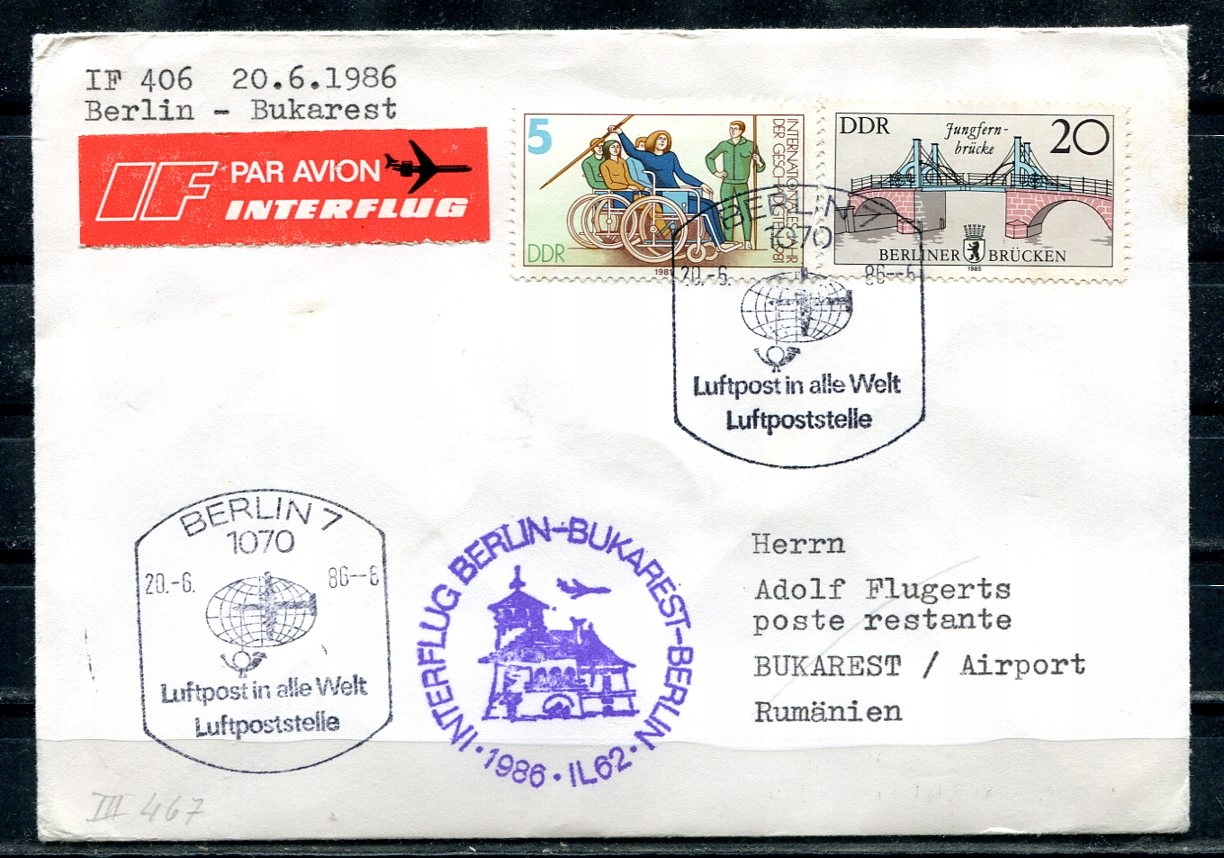 IF 406 20.6.1986
Berlin - Bukarest
IF PAR AVION
INTERFLUG
5
INTERNATIONALES JAHR
DER GESCHÄDIGTEN
DDR
1981
DDR
Jungfern-
brücke
20
BERLINER BRÜCKEN
1985
BERLIN 7
1070
20.-6. 86--6
Luftpost in alle Welt
Luftpoststelle
BERLIN 7
1070
20.-6. 86--6
Luftpost in alle Welt
Luftpoststelle
INTERFLUG BERLIN-BUKAREST-BERLIN
· 1986 · IL62 ·
Herrn
Adolf Flugerts
poste restante
BUKAREST / Airport
Rumänien
III 467